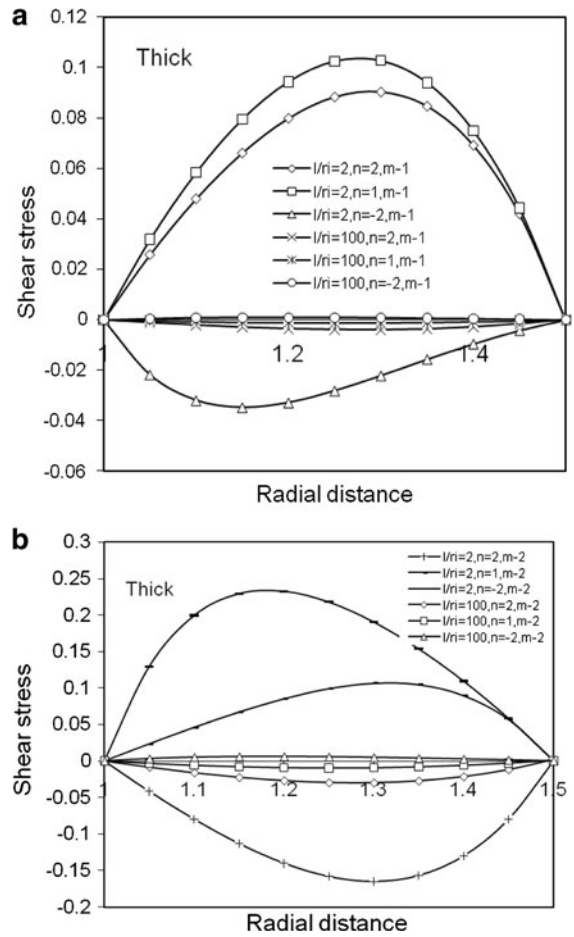 a
0.12
0.1
0.08
0.06
0.04
0.02
0
-0.02
-0.04
-0.06
Shear stress
Thick
l/ri=2,n=2,m-1
l/ri=2,n=1,m-1
l/ri=2,n=-2,m-1
l/ri=100,n=2,m-1
l/ri=100,n=1,m-1
l/ri=100,n=-2,m-1
1
1.2
1.4
Radial distance
b
0.3
0.25
0.2
0.15
0.1
0.05
0
-0.05
-0.1
-0.15
-0.2
Shear stress
Thick
l/ri=2,n=2,m-2
l/ri=2,n=1,m-2
l/ri=2,n=-2,m-2
l/ri=100,n=2,m-2
l/ri=100,n=1,m-2
l/ri=100,n=-2,m-2
1
1.1
1.2
1.3
1.4
1.5
Radial distance